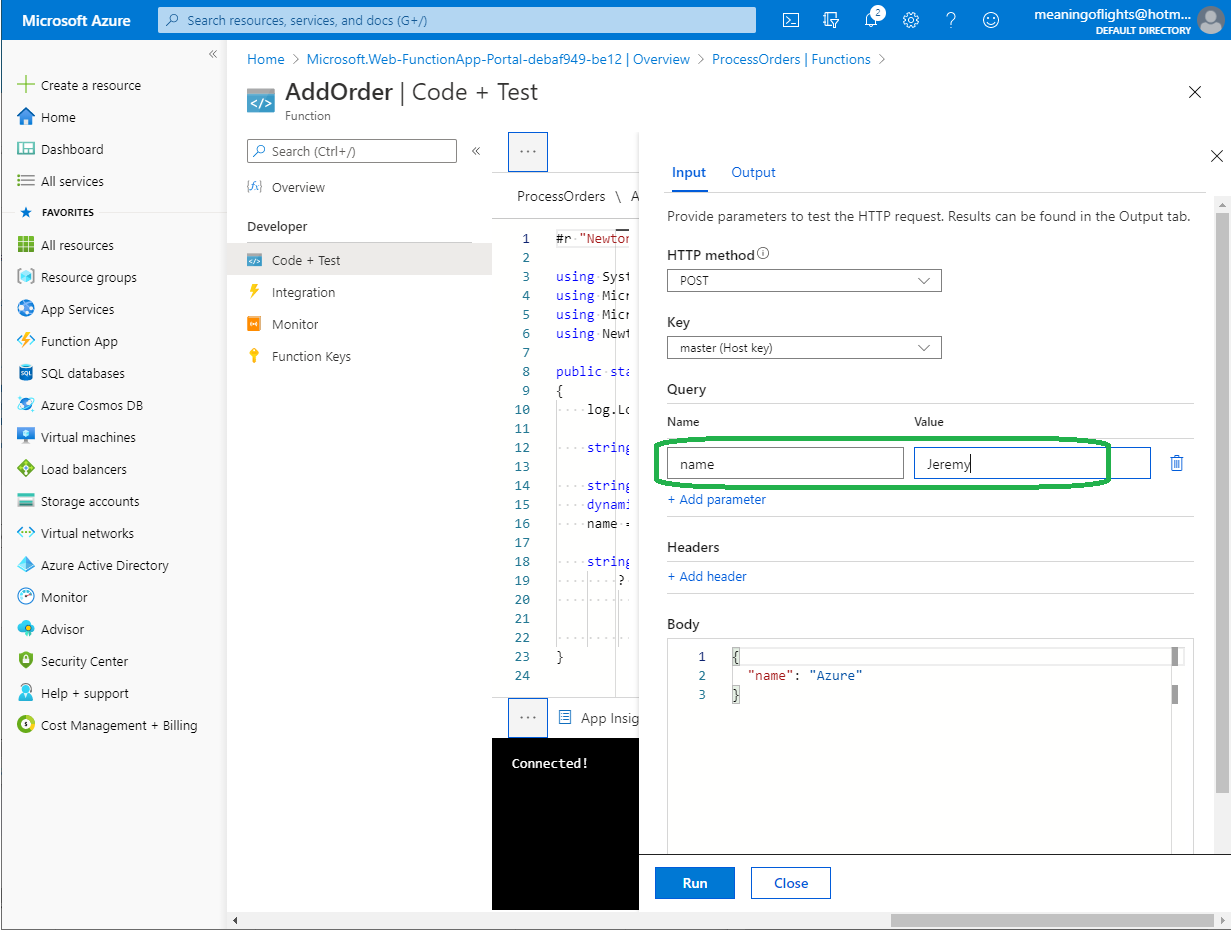 Microsoft Azure
Search resources, services, and docs (G+/)
2
meaningoflights@hotm...
DEFAULT DIRECTORY
Create a resource
Home
Dashboard
All services
FAVORITES
All resources
Resource groups
App Services
Function App
SQL databases
Azure Cosmos DB
Virtual machines
Load balancers
Storage accounts
Virtual networks
Azure Active Directory
Monitor
Advisor
Security Center
Help + support
Cost Management + Billing
Home > Microsoft.Web-FunctionApp-Portal-debaf949-be12 | Overview > ProcessOrders | Functions >
AddOrder | Code + Test
Function
Search (Ctrl+/)
Overview
Developer
Code + Test
Integration
Monitor
Function Keys
ProcessOrders \ A
1 #r "Newton
2
3 using Syst
4 using Micr
5 using Micr
6 using Newt
7
8 public sta
9 {
10 log.Lo
11
12 string
13
14 string
15 dynami
16 name =
17
18 string
19 ?
20
21
22
23 }
24
App Insig
Connected!
Input Output
Provide parameters to test the HTTP request. Results can be found in the Output tab.
HTTP method
POST
Key
master (Host key)
Query
Name Value
name Jeremy
+ Add parameter
Headers
+ Add header
Body
1 {
2 "name": "Azure"
3 }
Run Close